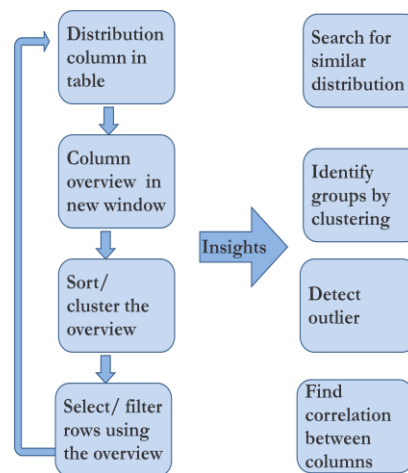 Distribution
column in
table
Column
overview in
new window
Sort/
cluster the
overview
Select/ filter
rows using
the overview
Insights
Search for
similar
distribution
Identify
groups by
clustering
Detect
outlier
Find
correlation
between
columns